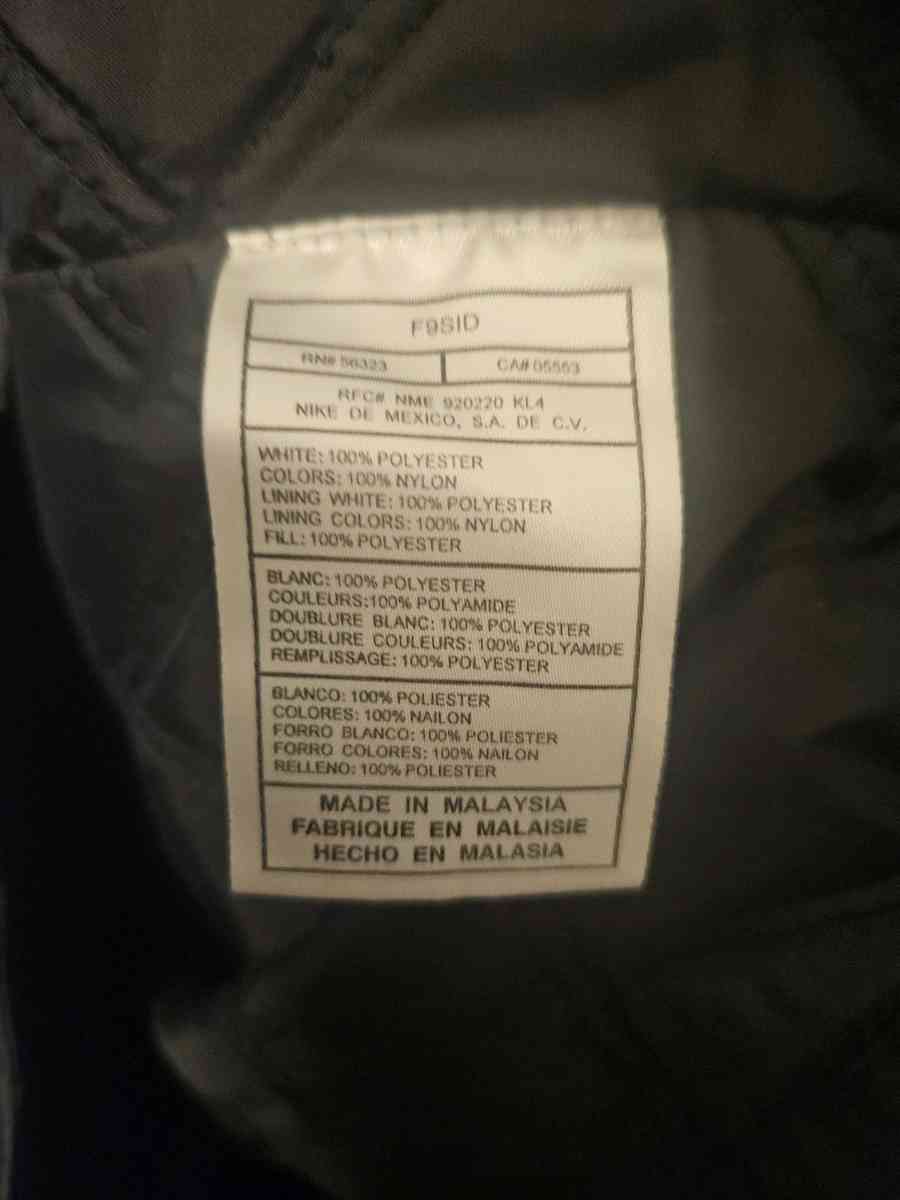 F9SID
RN# 56323
CA# 05553
RFC# NME 920220 KL4
NIKE DE MEXICO, S.A. DE C.V.
WHITE: 100% POLYESTER
COLORS: 100% NYLON
LINING WHITE: 100% POLYESTER
LINING COLORS: 100% NYLON
FILL: 100% POLYESTER
BLANC: 100% POLYESTER
COULEURS:100% POLYAMIDE
DOUBLURE BLANC: 100% POLYESTER
DOUBLURE COULEURS: 100% POLYAMIDE
REMPLISSAGE: 100% POLYESTER
BLANCO: 100% POLIESTER
COLORES: 100% NAILON
FORRO BLANCO: 100% POLIESTER
FORRO COLORES: 100% NAILON
RELLENO: 100% POLIESTER
MADE IN MALAYSIA
FABRIQUE EN MALAISIE
HECHO EN MALASIA